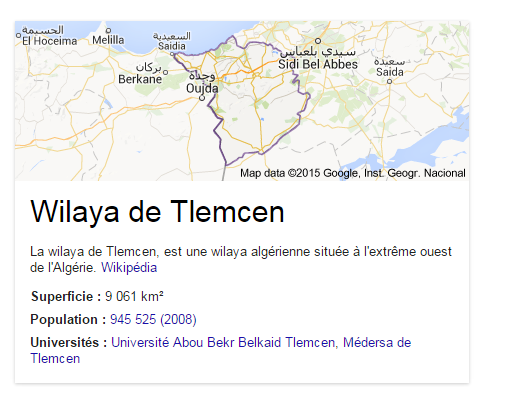 الحسيمة
El Hoceima
Melilla
السعيدية
Saidia
بركان
Berkane
وجدة
Oujda
سيدي بلعباس
Sidi Bel Abbes
سعيدة
Saida
Map data ©2015 Google, Inst. Geogr. Nacional
Wilaya de Tlemcen
La wilaya de Tlemcen, est une wilaya algérienne située à l'extrême ouest
de l'Algérie. Wikipédia
Superficie : 9 061 km²
Population : 945 525 (2008)
Universités : Université Abou Bekr Belkaid Tlemcen, Médersa de
Tlemcen